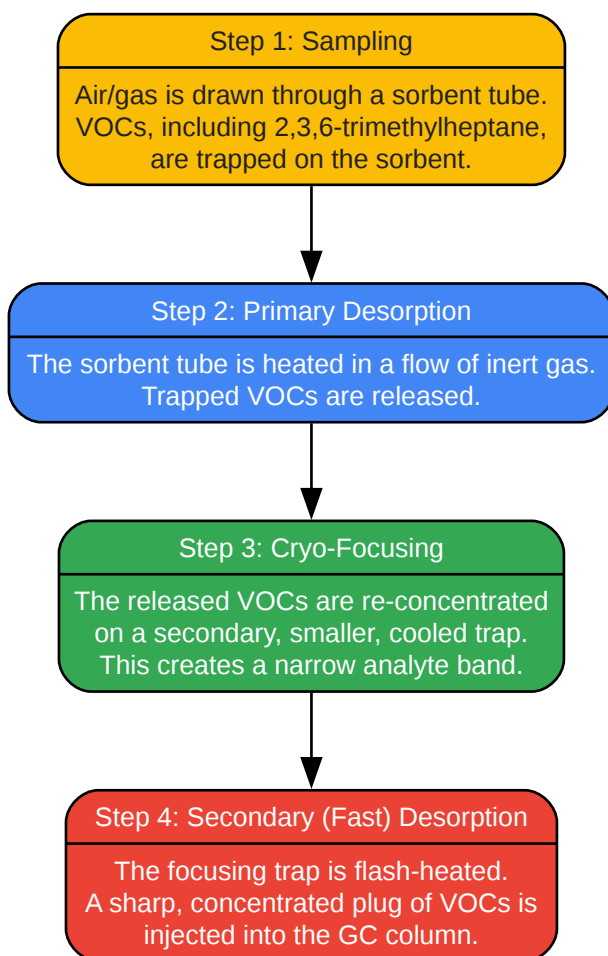 Step 1: Sampling
Air/gas is drawn through a sorbent tube.
VOCs, including 2,3,6-trimethylheptane,
are trapped on the sorbent.
Step 2: Primary Desorption
The sorbent tube is heated in a flow of inert gas.
Trapped VOCs are released.
Step 3: Cryo-Focusing
The released VOCs are re-concentrated
on a secondary, smaller, cooled trap.
This creates a narrow analyte band.
Step 4: Secondary (Fast) Desorption
The focusing trap is flash-heated.
A sharp, concentrated plug of VOCs is
injected into the GC column.